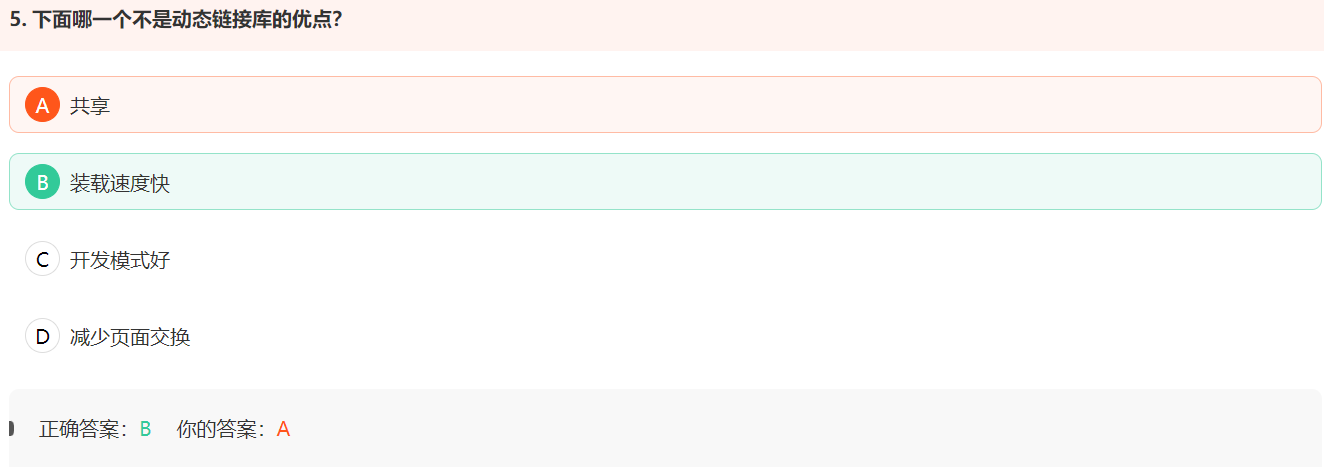 5. 下面哪一个不是动态链接库的优点？
A 共享
B 装载速度快
C 开发模式好
D 减少页面交换
正确答案：B 你的答案：A